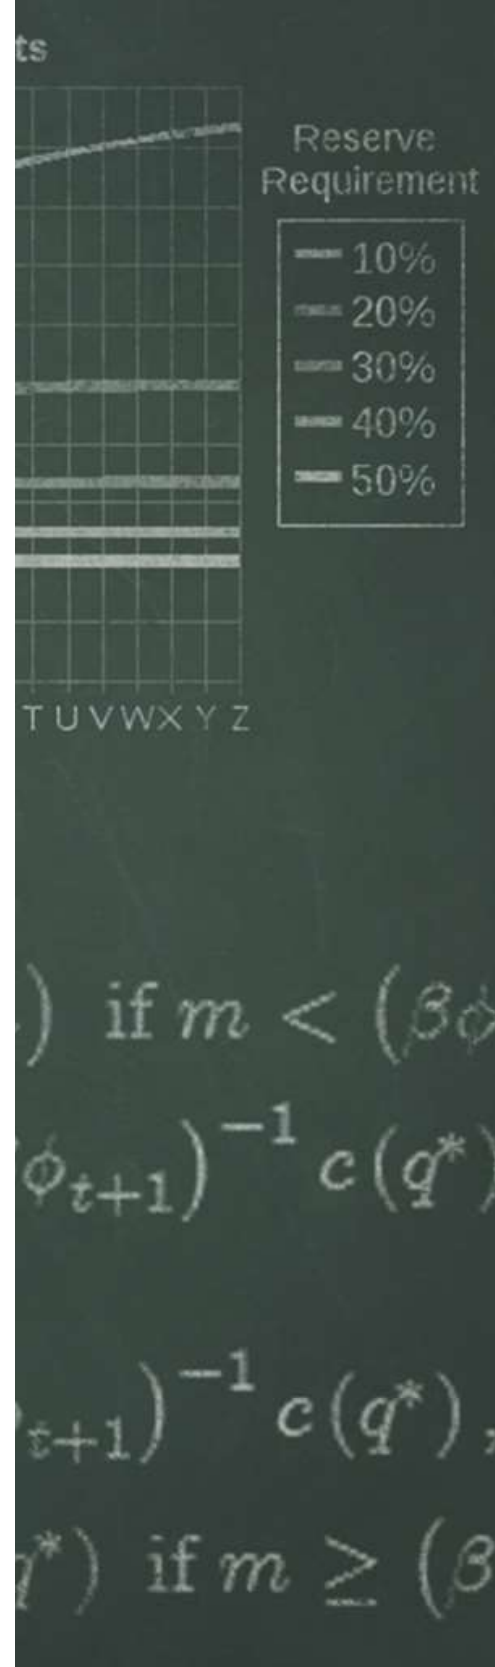 ts
Reserve
Requirement
10%
20%
30%
40%
50%
T U V W X Y Z
) if m < (βϕ
ϕₜ₊₁)⁻¹ c(q*)
ₜ₊₁)⁻¹ c(q*),
q*) if m ≥ (β